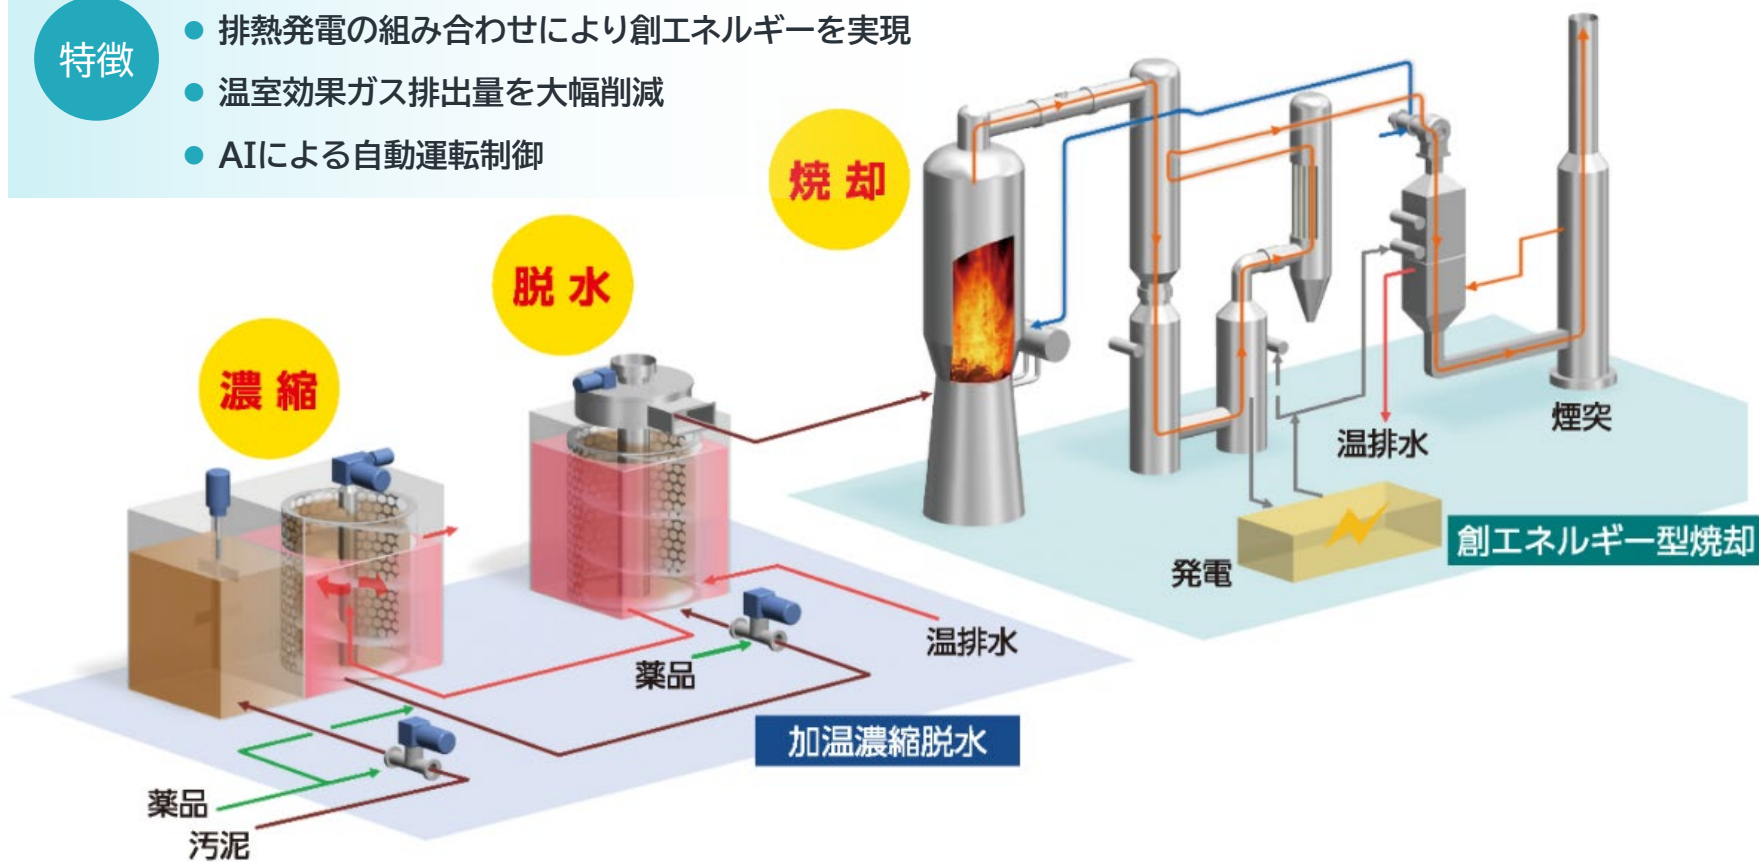 特徴
● 排熱発電の組み合わせにより創エネルギーを実現
● 温室効果ガス排出量を大幅削減
● AIによる自動運転制御
焼却
脱水
濃縮
煙突
温排水
発電
創エネルギー型焼却
温排水
薬品
加温濃縮脱水
薬品
汚泥